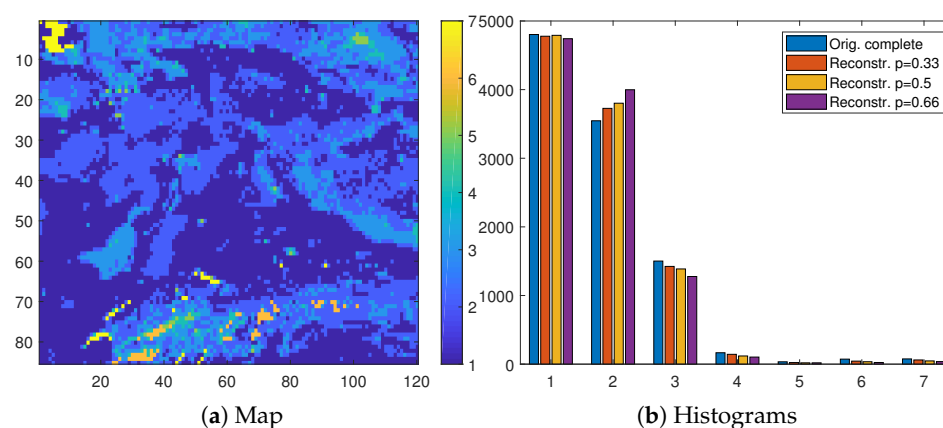 75000
4000
3000
2000
1000
0
Orig. complete
Reconstr. p=0.33
Reconstr. p=0.5
Reconstr. p=0.66
10
20
30
40
50
60
70
80
6
5
4
3
2
1
20 40 60 80 100 120
1 2 3 4 5 6 7
(a) Map
(b) Histograms